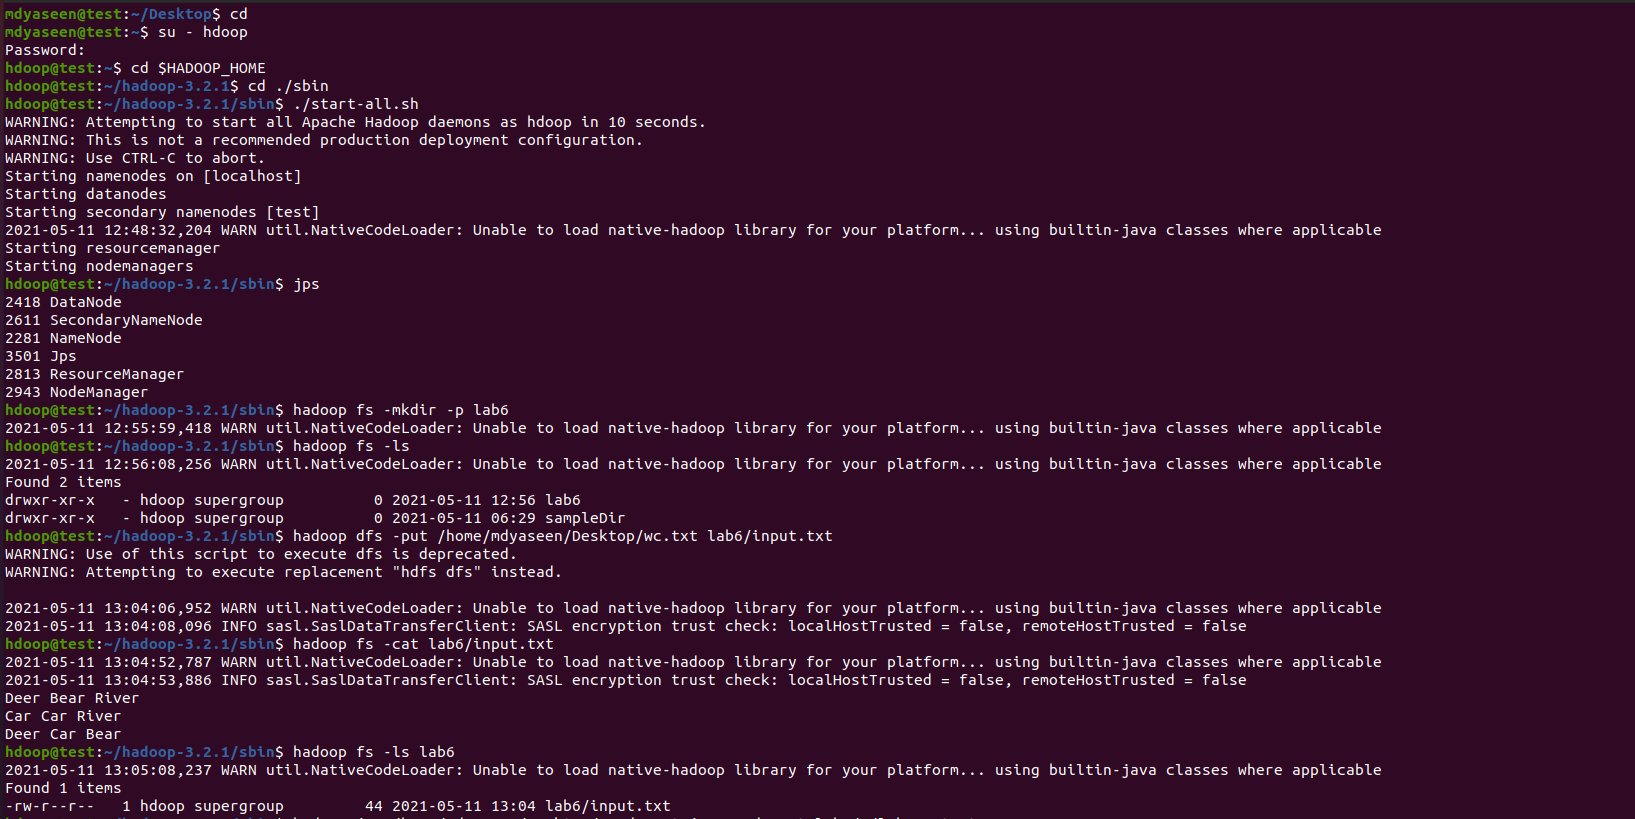 mdyaseen@test:~/Desktop$ cd
mdyaseen@test:~$ su - hdoop
Password:
hdoop@test:~$ cd $HADOOP_HOME
hdoop@test:~/hadoop-3.2.1$ cd ./sbin
hdoop@test:~/hadoop-3.2.1/sbin$ ./start-all.sh
WARNING: Attempting to start all Apache Hadoop daemons as hdoop in 10 seconds.
WARNING: This is not a recommended production deployment configuration.
WARNING: Use CTRL-C to abort.
Starting namenodes on [localhost]
Starting datanodes
Starting secondary namenodes [test]
2021-05-11 12:48:32,204 WARN util.NativeCodeLoader: Unable to load native-hadoop library for your platform... using builtin-java classes where applicable
Starting resourcemanager
Starting nodemanagers
hdoop@test:~/hadoop-3.2.1/sbin$ jps
2418 DataNode
2611 SecondaryNameNode
2281 NameNode
3501 Jps
2813 ResourceManager
2943 NodeManager
hdoop@test:~/hadoop-3.2.1/sbin$ hadoop fs -mkdir -p lab6
2021-05-11 12:55:59,418 WARN util.NativeCodeLoader: Unable to load native-hadoop library for your platform... using builtin-java classes where applicable
hdoop@test:~/hadoop-3.2.1/sbin$ hadoop fs -ls
2021-05-11 12:56:08,256 WARN util.NativeCodeLoader: Unable to load native-hadoop library for your platform... using builtin-java classes where applicable
Found 2 items
drwxr-xr-x   - hdoop supergroup          0 2021-05-11 12:56 lab6
drwxr-xr-x   - hdoop supergroup          0 2021-05-11 06:29 sampleDir
hdoop@test:~/hadoop-3.2.1/sbin$ hadoop dfs -put /home/mdyaseen/Desktop/wc.txt lab6/input.txt
WARNING: Use of this script to execute dfs is deprecated.
WARNING: Attempting to execute replacement "hdfs dfs" instead.
2021-05-11 13:04:06,952 WARN util.NativeCodeLoader: Unable to load native-hadoop library for your platform... using builtin-java classes where applicable
2021-05-11 13:04:08,096 INFO sasl.SaslDataTransferClient: SASL encryption trust check: localHostTrusted = false, remoteHostTrusted = false
hdoop@test:~/hadoop-3.2.1/sbin$ hadoop fs -cat lab6/input.txt
2021-05-11 13:04:52,787 WARN util.NativeCodeLoader: Unable to load native-hadoop library for your platform... using builtin-java classes where applicable
2021-05-11 13:04:53,886 INFO sasl.SaslDataTransferClient: SASL encryption trust check: localHostTrusted = false, remoteHostTrusted = false
Deer Bear River
Car Car River
Deer Car Bear
hdoop@test:~/hadoop-3.2.1/sbin$ hadoop fs -ls lab6
2021-05-11 13:05:08,237 WARN util.NativeCodeLoader: Unable to load native-hadoop library for your platform... using builtin-java classes where applicable
Found 1 items
-rw-r--r--   1 hdoop supergroup         44 2021-05-11 13:04 lab6/input.txt